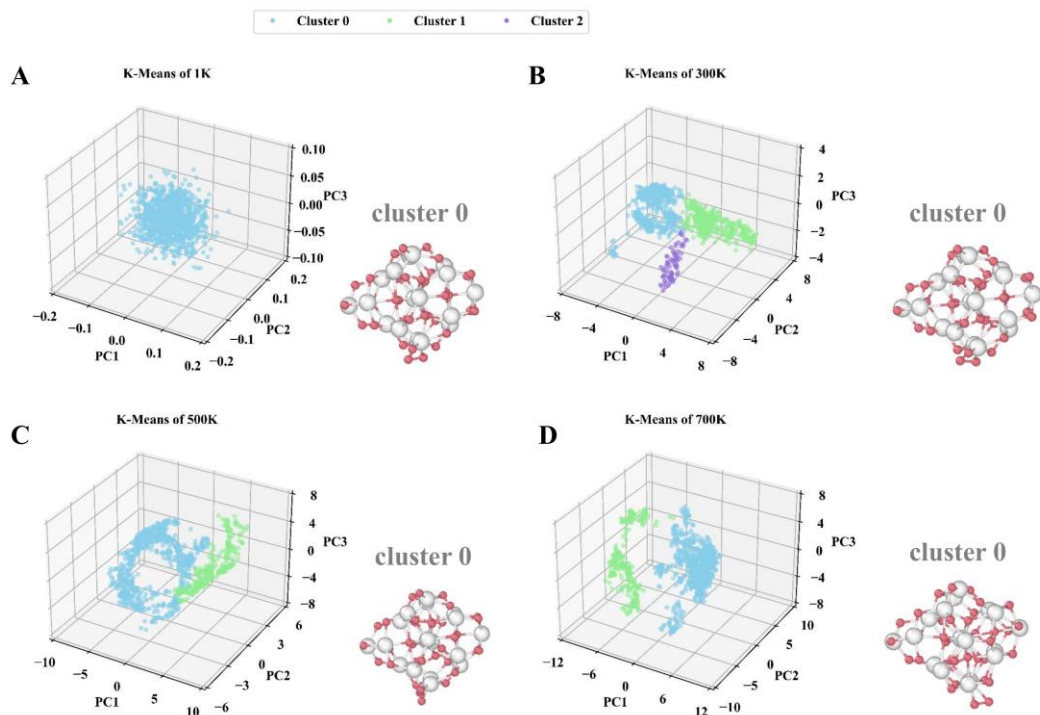 Cluster 0 Cluster 1 Cluster 2
A
K-Means of 1K
0.10
0.05
0.00
−0.05
−0.10
PC3
−0.2
−0.1
0.0
0.1
0.2
PC1
0.2
0.1
0.0
−0.1
−0.2
PC2
cluster 0
B
K-Means of 300K
4
2
0
−2
−4
PC3
−8
−4
0
4
8
PC1
8
4
0
−4
−8
PC2
cluster 0
C
K-Means of 500K
8
4
0
−4
−8
PC3
−10
−5
0
5
10
PC1
6
3
0
−3
−6
PC2
cluster 0
D
K-Means of 700K
8
4
0
−4
−8
PC3
−12
−6
0
6
12
PC1
10
5
0
−5
−10
PC2
cluster 0